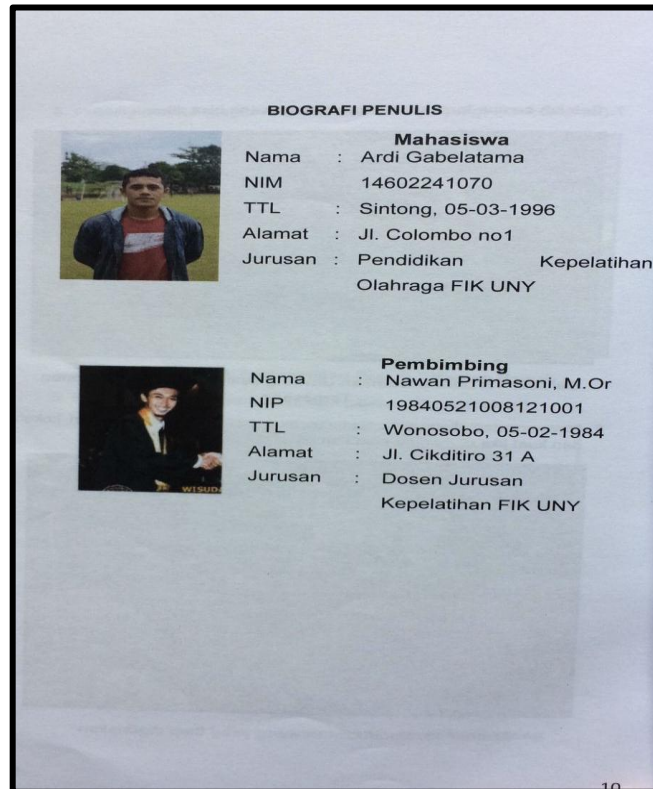 BIOGRAFI PENULIS
Mahasiswa
Nama : Ardi Gabelatama
NIM 14602241070
TTL : Sintong, 05-03-1996
Alamat : Jl. Colombo no1
Jurusan : Pendidikan Kepelatihan
Olahraga FIK UNY
Pembimbing
Nama : Nawan Primasoni, M.Or
NIP 19840521008121001
TTL : Wonosobo, 05-02-1984
Alamat : Jl. Cikditiro 31 A
Jurusan : Dosen Jurusan
Kepelatihan FIK UNY
WISUDA
10